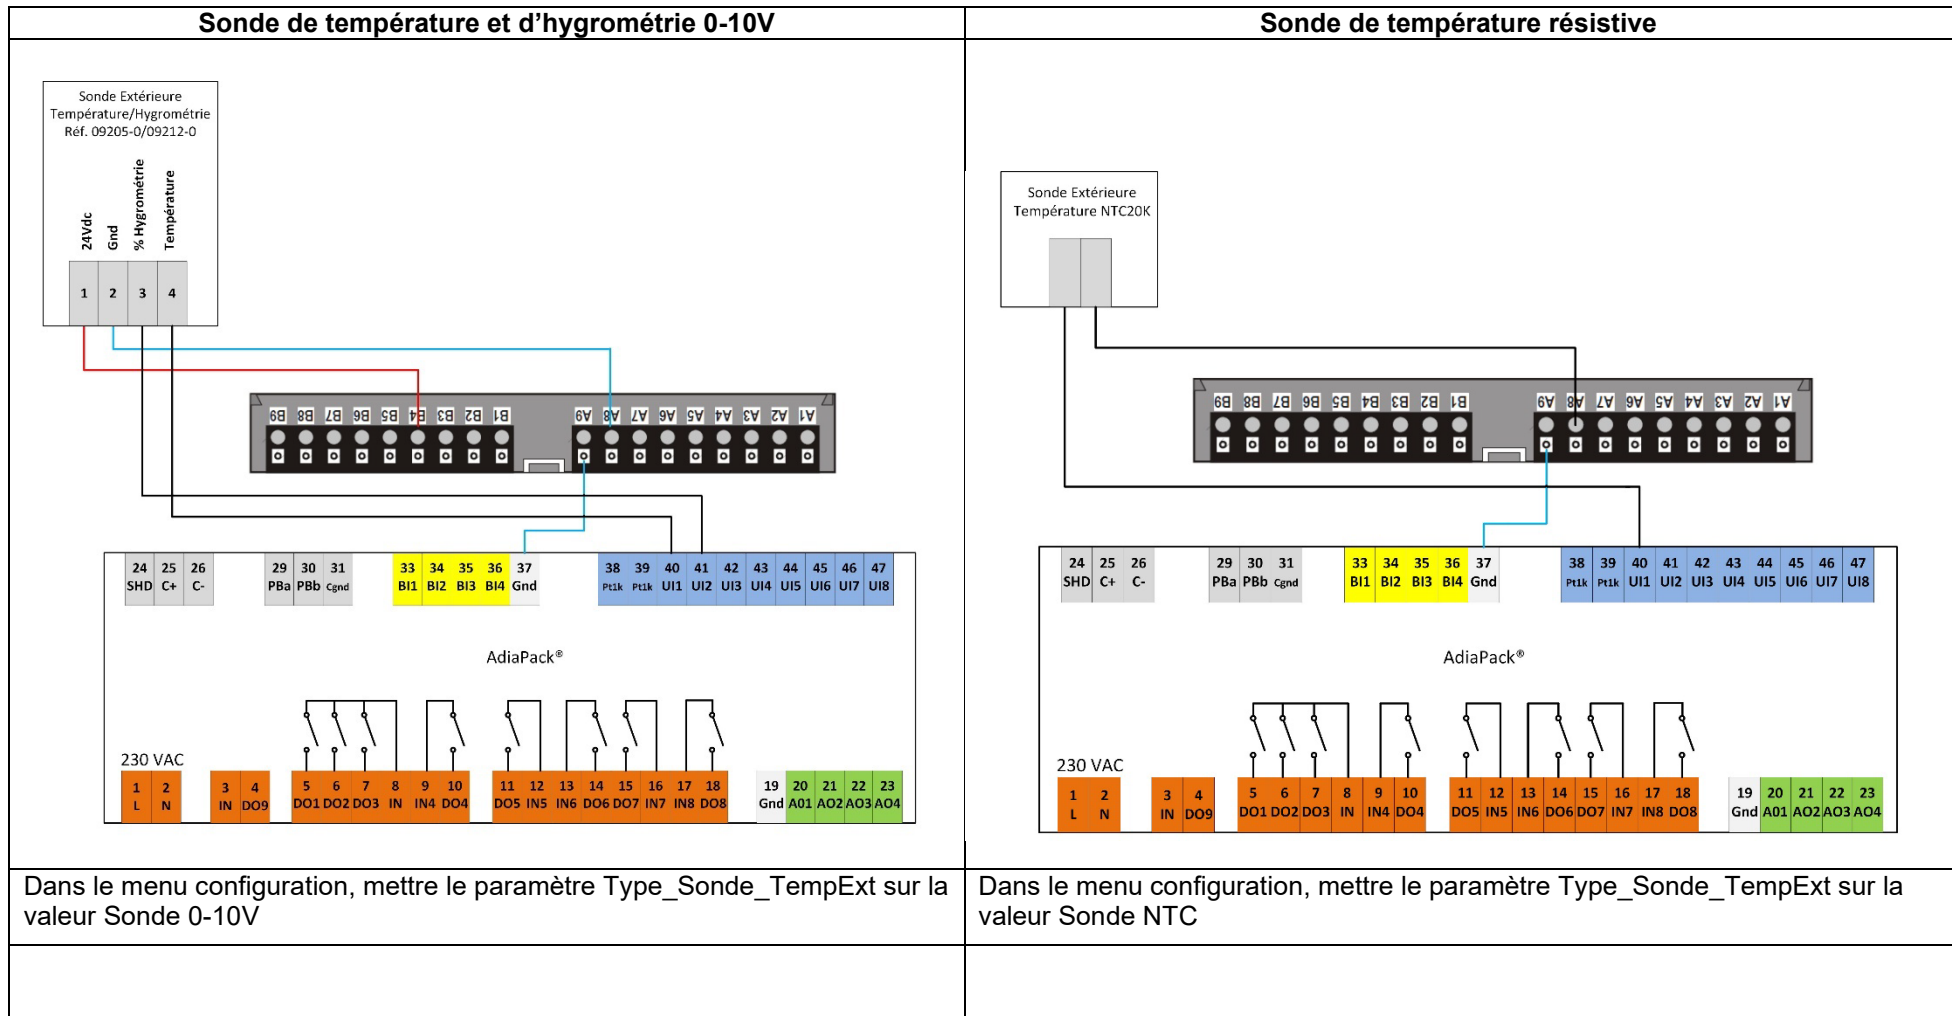 Sonde de température et d'hygrométrie 0-10V
Sonde Extérieure
Température/Hygrométrie
Réf. 09205-0/09212-0
24Vdc
Gnd
% Hygrométrie
Température
1 2 3 4
B9 B8 B7 B6 B5 B4 B3 B2 B1 A9 A8 A7 A6 A5 A4 A3 A2 A1
24 25 26 29 30 31 33 34 35 36 37 38 39 40 41 42 43 44 45 46 47
SHD C+ C- PBa PBb Cgnd BI1 BI2 BI3 BI4 Gnd Pt1k Pt1k UI1 UI2 UI3 UI4 UI5 UI6 UI7 UI8
AdiaPack®
230 VAC
1 2 3 4 5 6 7 8 9 10 11 12 13 14 15 16 17 18 19 20 21 22 23
L N IN DO9 DO1 DO2 DO3 IN IN4 DO4 DO5 IN5 IN6 DO6 DO7 IN7 IN8 DO8 Gnd A01 AO2 AO3 AO4
Dans le menu configuration, mettre le paramètre Type_Sonde_TempExt sur la
valeur Sonde 0-10V
Sonde de température résistive
Sonde Extérieure
Température NTC20K
B9 B8 B7 B6 B5 B4 B3 B2 B1 A9 A8 A7 A6 A5 A4 A3 A2 A1
24 25 26 29 30 31 33 34 35 36 37 38 39 40 41 42 43 44 45 46 47
SHD C+ C- PBa PBb Cgnd BI1 BI2 BI3 BI4 Gnd Pt1k Pt1k UI1 UI2 UI3 UI4 UI5 UI6 UI7 UI8
AdiaPack®
230 VAC
1 2 3 4 5 6 7 8 9 10 11 12 13 14 15 16 17 18 19 20 21 22 23
L N IN DO9 DO1 DO2 DO3 IN IN4 DO4 DO5 IN5 IN6 DO6 DO7 IN7 IN8 DO8 Gnd A01 AO2 AO3 AO4
Dans le menu configuration, mettre le paramètre Type_Sonde_TempExt sur la
valeur Sonde NTC